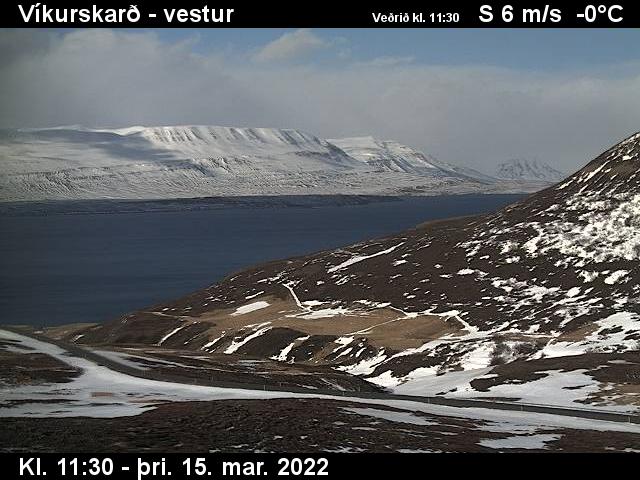 Víkurskarð - vestur Veðrið kl. 11:30 S 6 m/s -0°C
Kl. 11:30 - þri. 15. mar. 2022